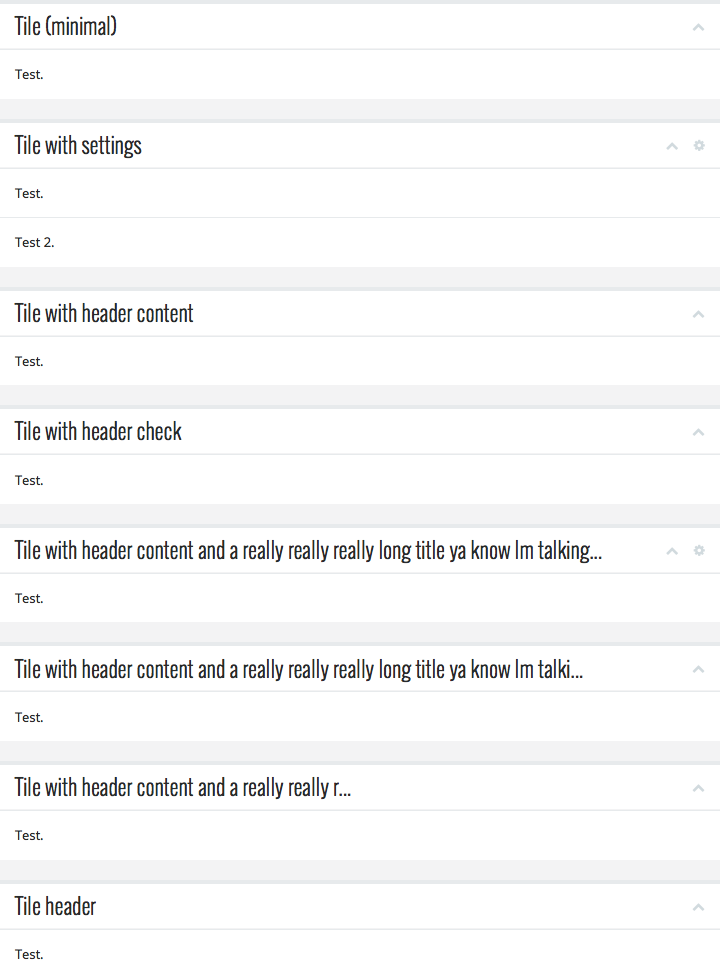 Tile (minimal)
Test.
Tile with settings
Test.
Test 2.
Tile with header content
Test.
Tile with header check
Test.
Tile with header content and a really really really long title ya know Im talking...
Test.
Tile with header content and a really really really long title ya know Im talki...
Test.
Tile with header content and a really really r...
Test.
Tile header
Test.